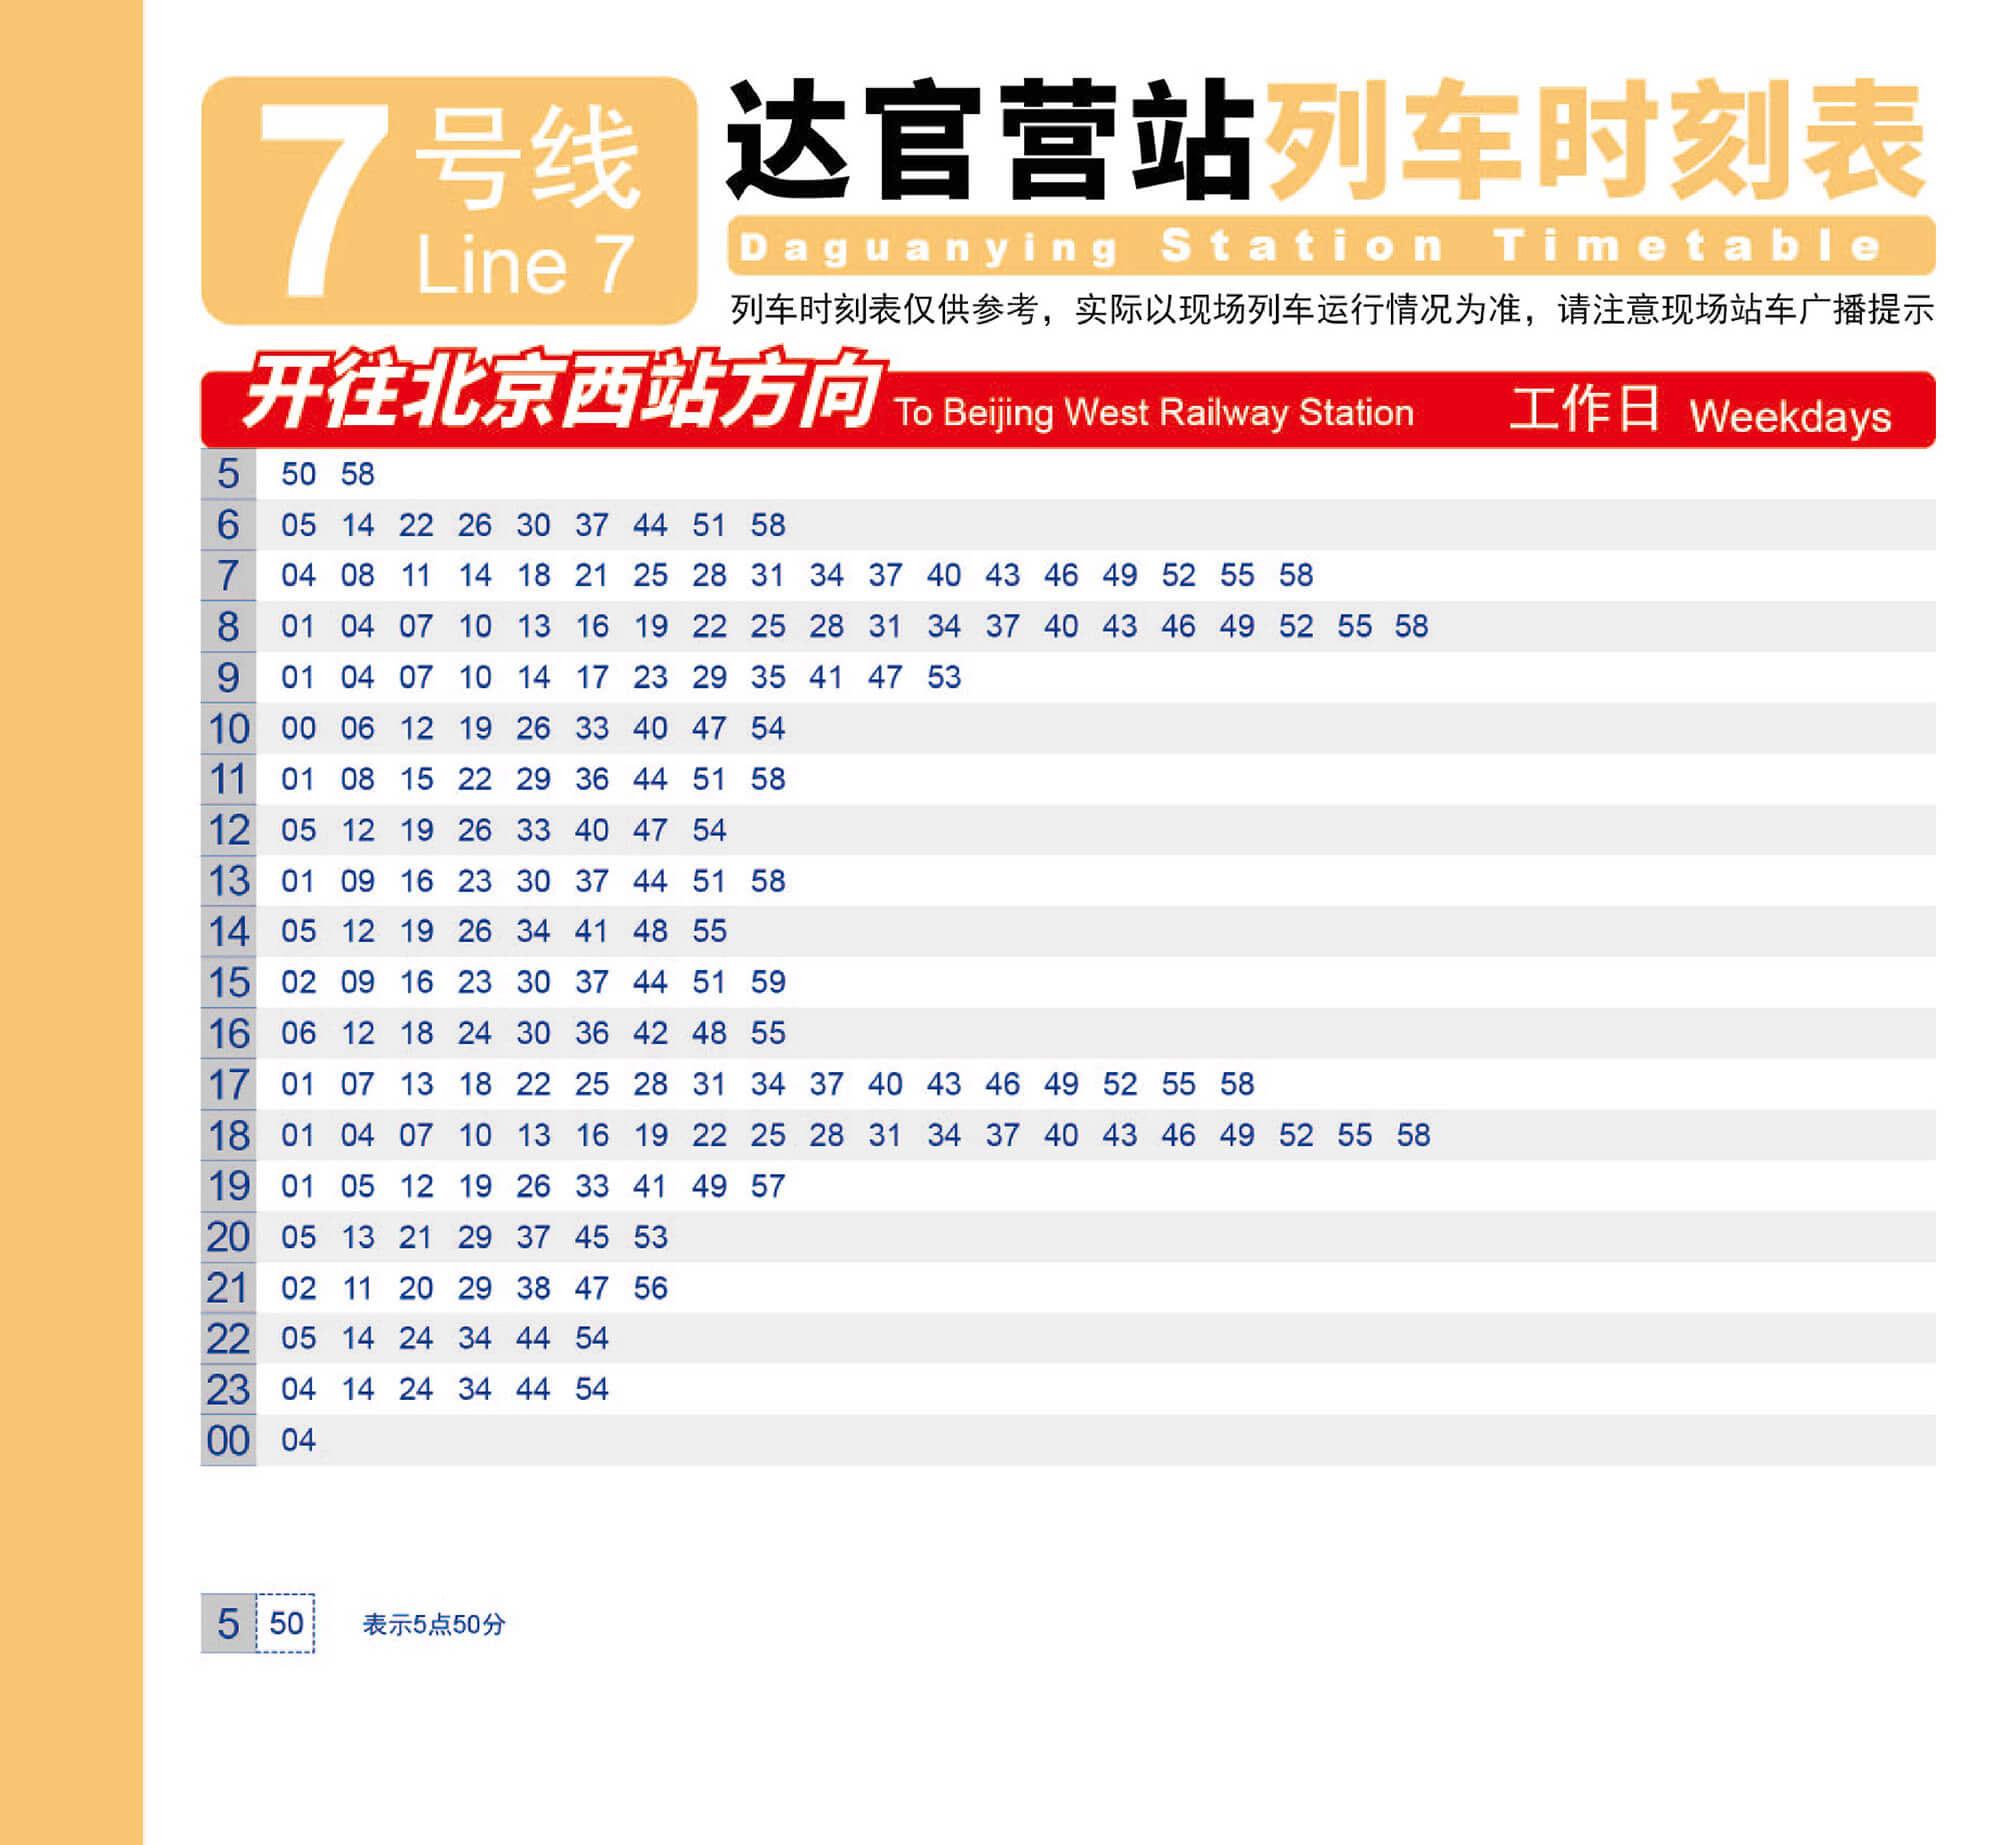 7 号线
Line 7
达官营站列车时刻表
Daguanying Station Timetable
列车时刻表仅供参考，实际以现场列车运行情况为准，请注意现场站车广播提示
开往北京西站方向 To Beijing West Railway Station 工作日 Weekdays
5 50 58
6 05 14 22 26 30 37 44 51 58
7 04 08 11 14 18 21 25 28 31 34 37 40 43 46 49 52 55 58
8 01 04 07 10 13 16 19 22 25 28 31 34 37 40 43 46 49 52 55 58
9 01 04 07 10 14 17 23 29 35 41 47 53
10 00 06 12 19 26 33 40 47 54
11 01 08 15 22 29 36 44 51 58
12 05 12 19 26 33 40 47 54
13 01 09 16 23 30 37 44 51 58
14 05 12 19 26 34 41 48 55
15 02 09 16 23 30 37 44 51 59
16 06 12 18 24 30 36 42 48 55
17 01 07 13 18 22 25 28 31 34 37 40 43 46 49 52 55 58
18 01 04 07 10 13 16 19 22 25 28 31 34 37 40 43 46 49 52 55 58
19 01 05 12 19 26 33 41 49 57
20 05 13 21 29 37 45 53
21 02 11 20 29 38 47 56
22 05 14 24 34 44 54
23 04 14 24 34 44 54
00 04
5 50 表示5点50分